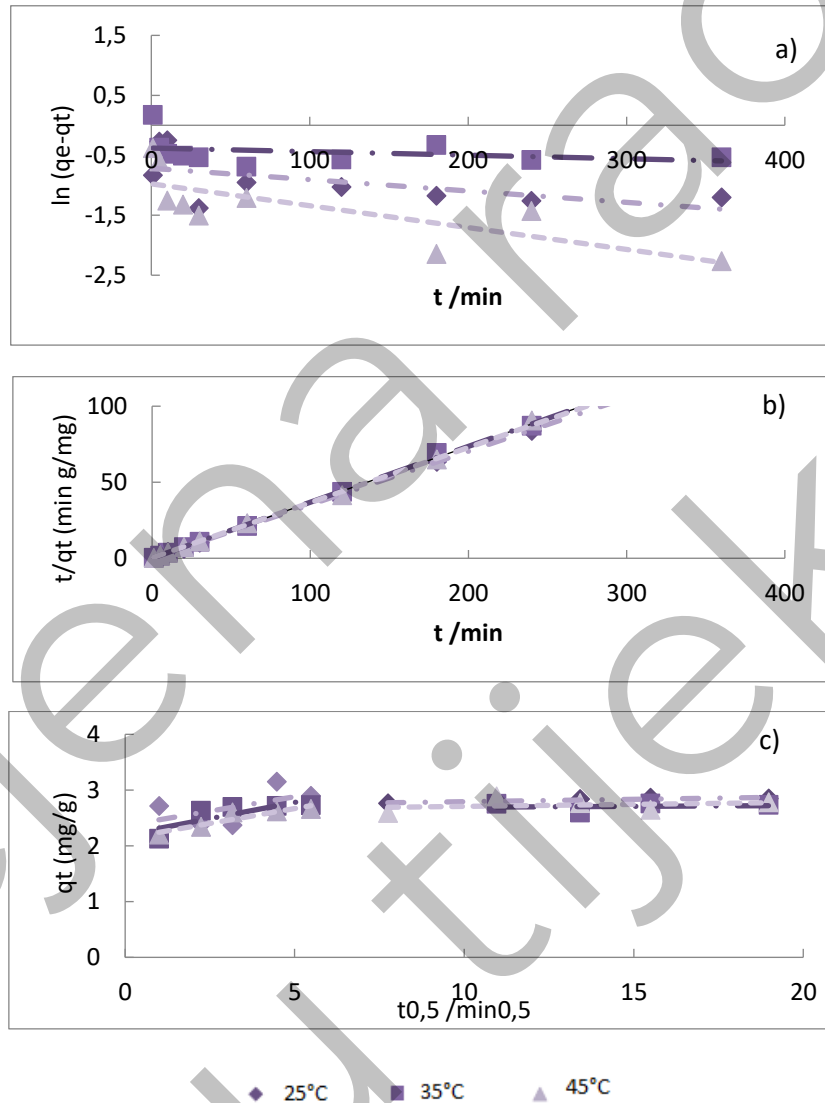 a)
1,5
0,5
-0,5
-1,5
-2,5
0 100 200 300 400
ln (qe-qt)
t /min
b)
100
50
0
0 100 200 300 400
t/qt (min g/mg)
t /min
c)
4
3
2
1
0
0 5 10 15 20
qt (mg/g)
t0,5 /min0,5
25°C 35°C 45°C